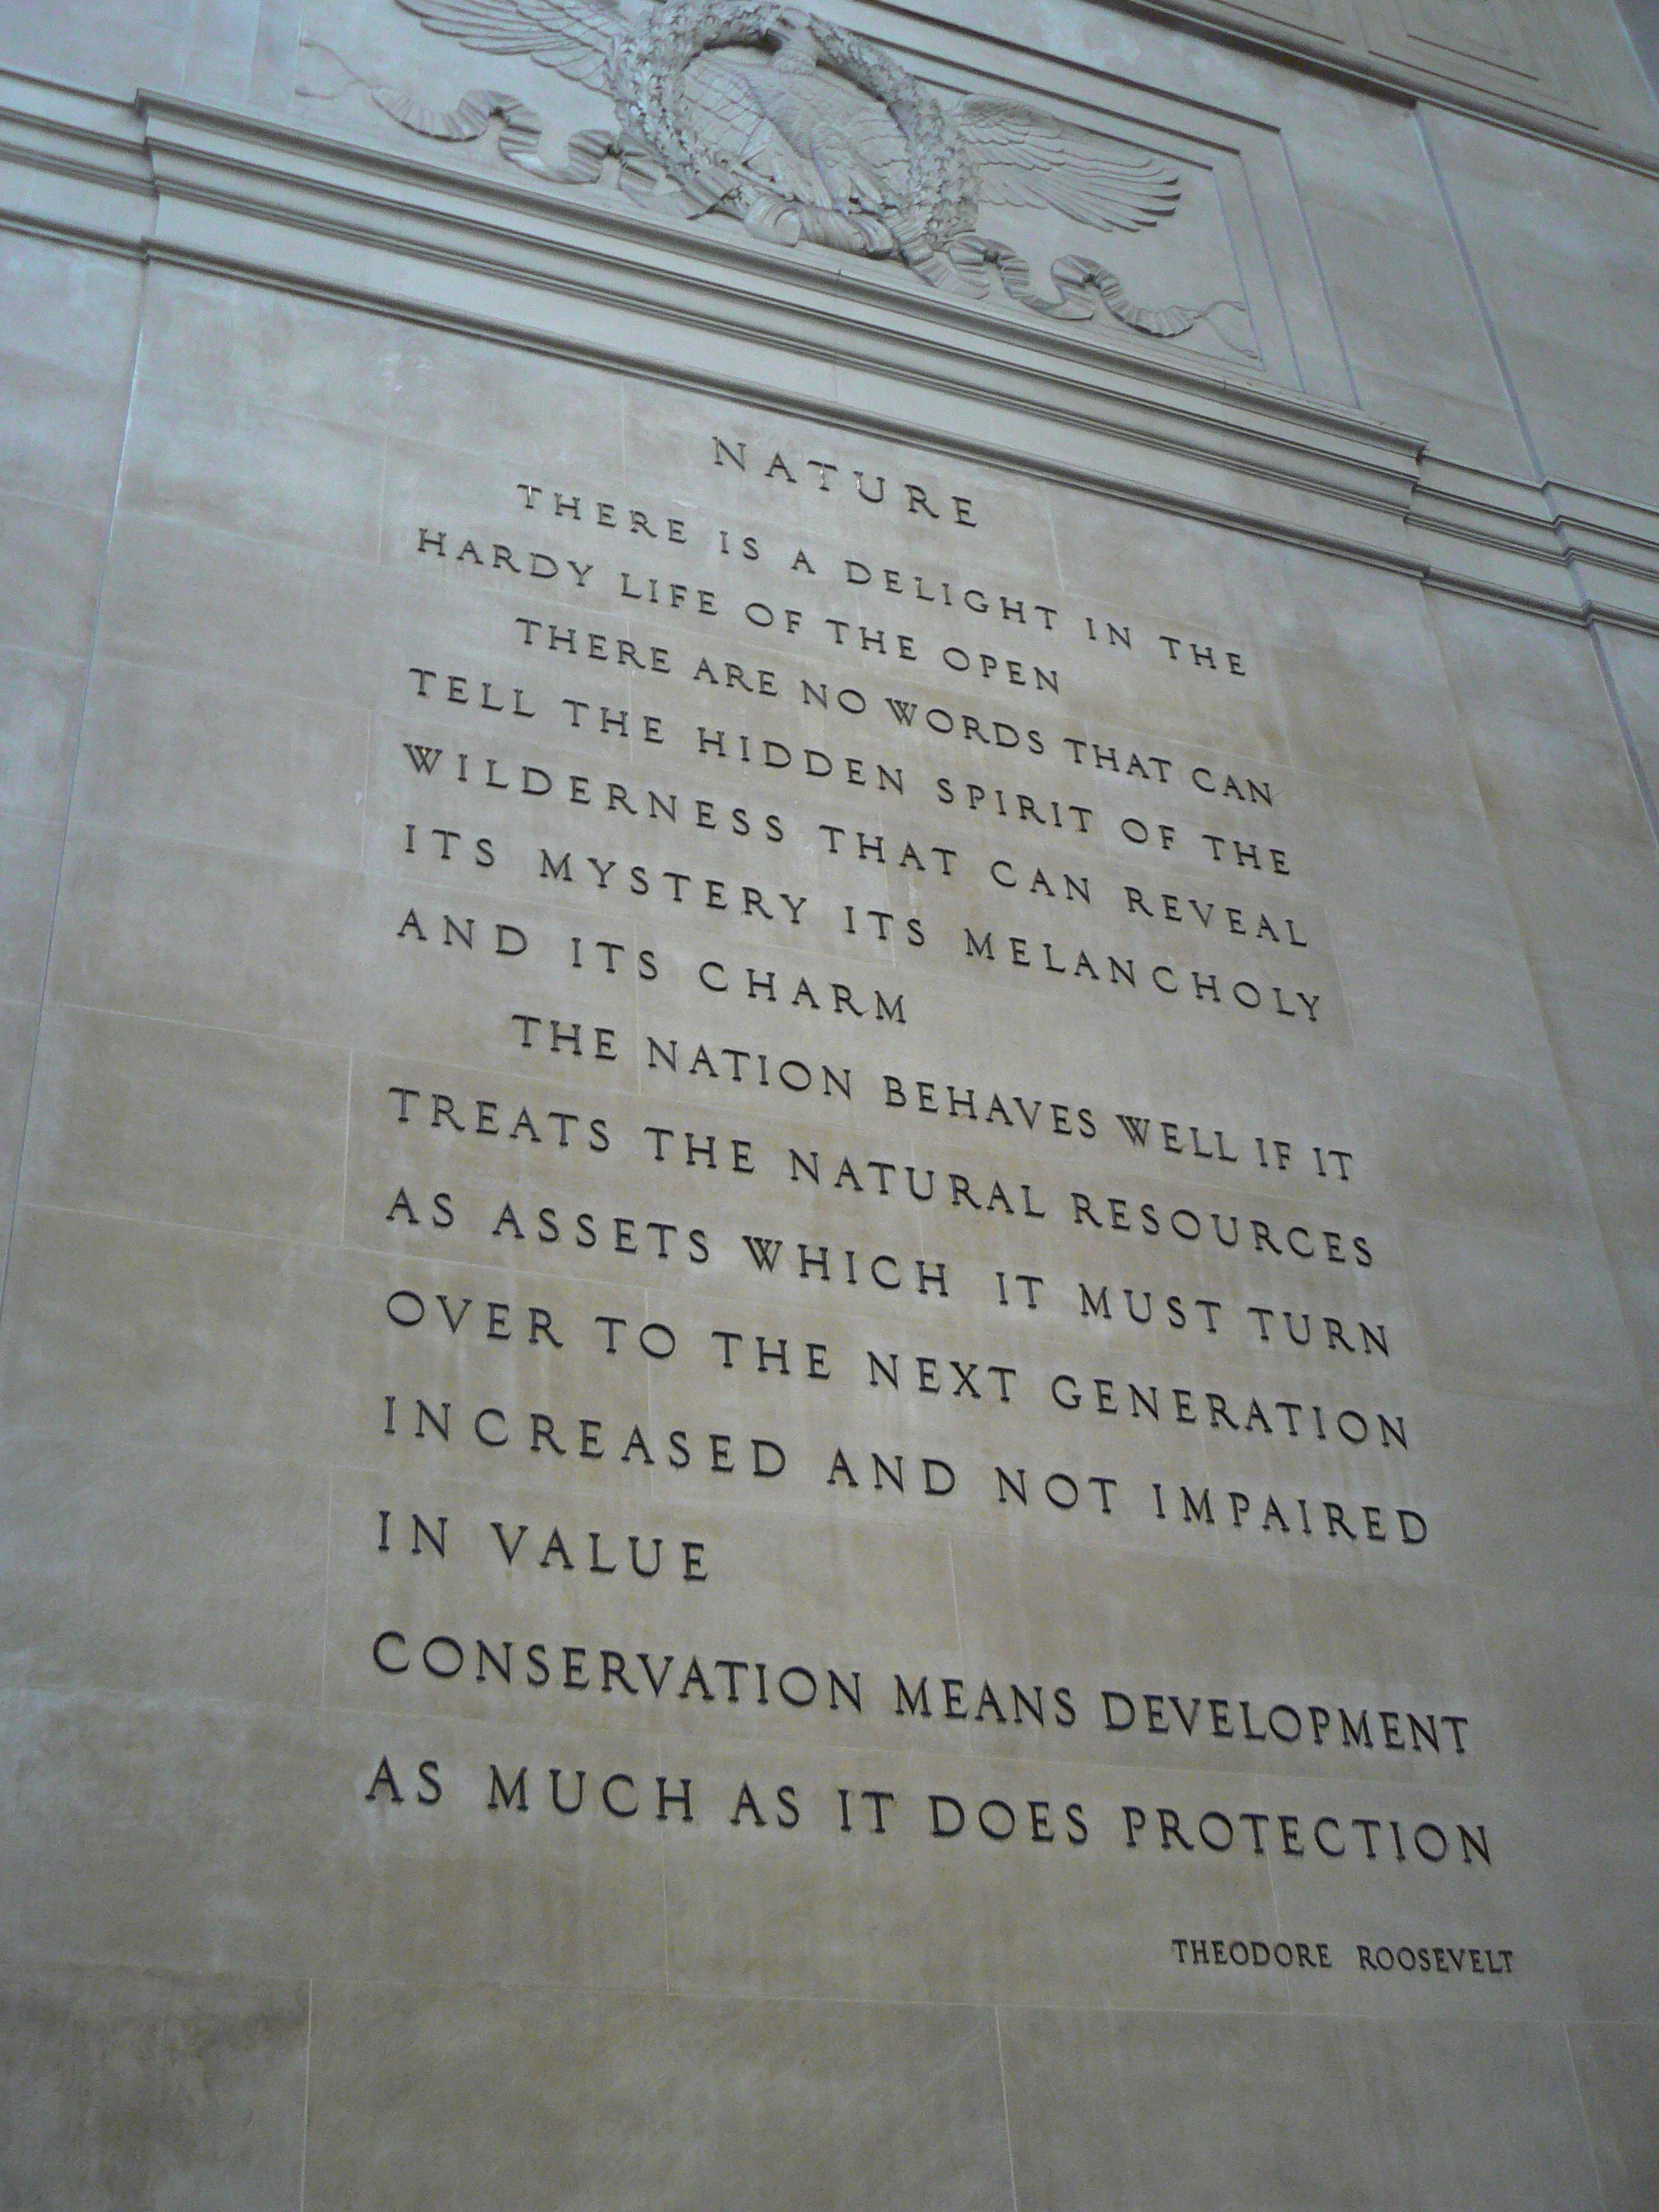 NATURE
THERE IS A DELIGHT IN THE
HARDY LIFE OF THE OPEN
THERE ARE NO WORDS THAT CAN
TELL THE HIDDEN SPIRIT OF THE
WILDERNESS THAT CAN REVEAL
ITS MYSTERY ITS MELANCHOLY
AND ITS CHARM
THE NATION BEHAVES WELL IF IT
TREATS THE NATURAL RESOURCES
AS ASSETS WHICH IT MUST TURN
OVER TO THE NEXT GENERATION
INCREASED AND NOT IMPAIRED
IN VALUE
CONSERVATION MEANS DEVELOPMENT
AS MUCH AS IT DOES PROTECTION
THEODORE ROOSEVELT